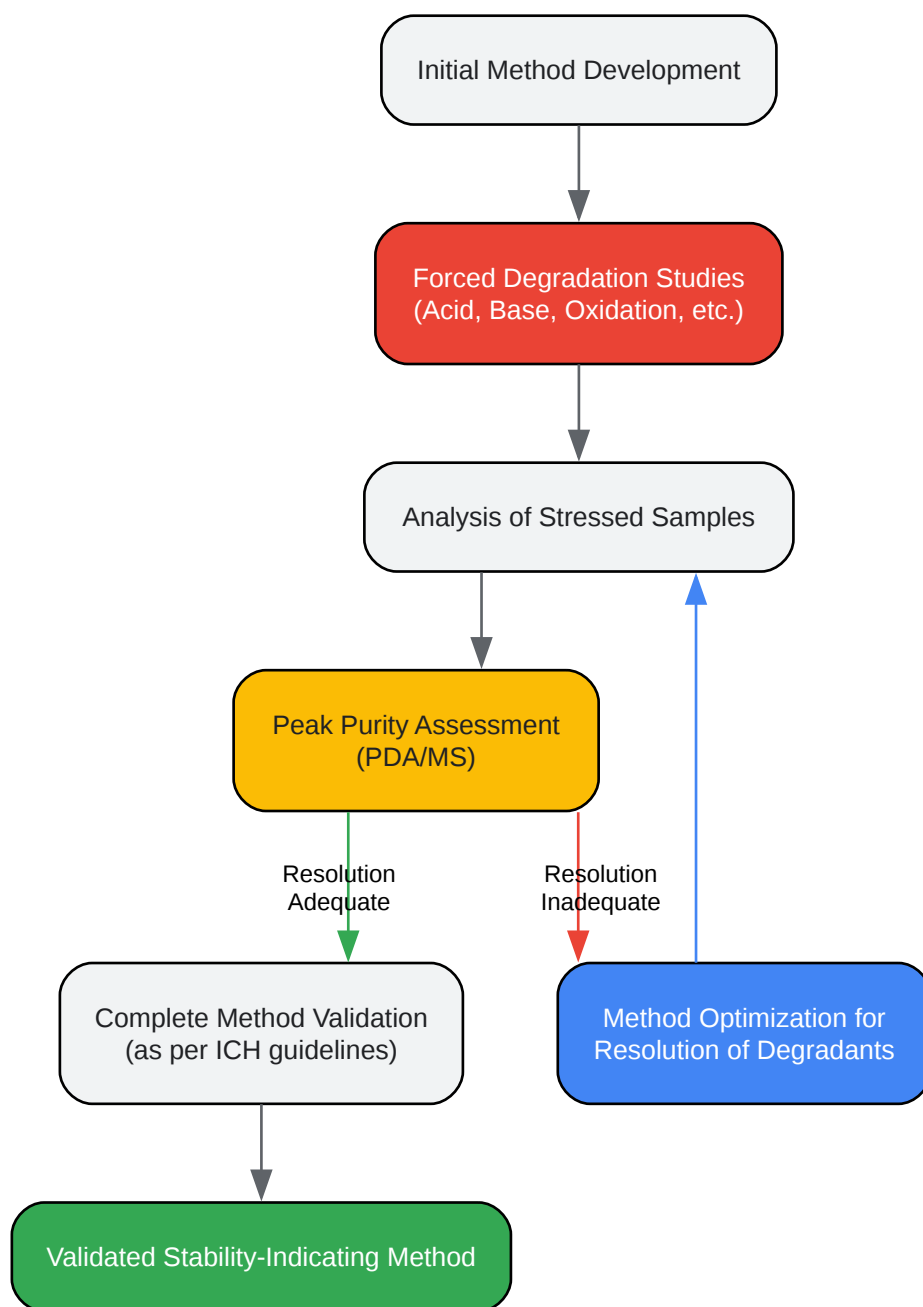 Initial Method Development
Forced Degradation Studies
(Acid, Base, Oxidation, etc.)
Analysis of Stressed Samples
Peak Purity Assessment
(PDA/MS)
Resolution
Adequate
Resolution
Inadequate
Complete Method Validation
(as per ICH guidelines)
Method Optimization for
Resolution of Degradants
Validated Stability-Indicating Method